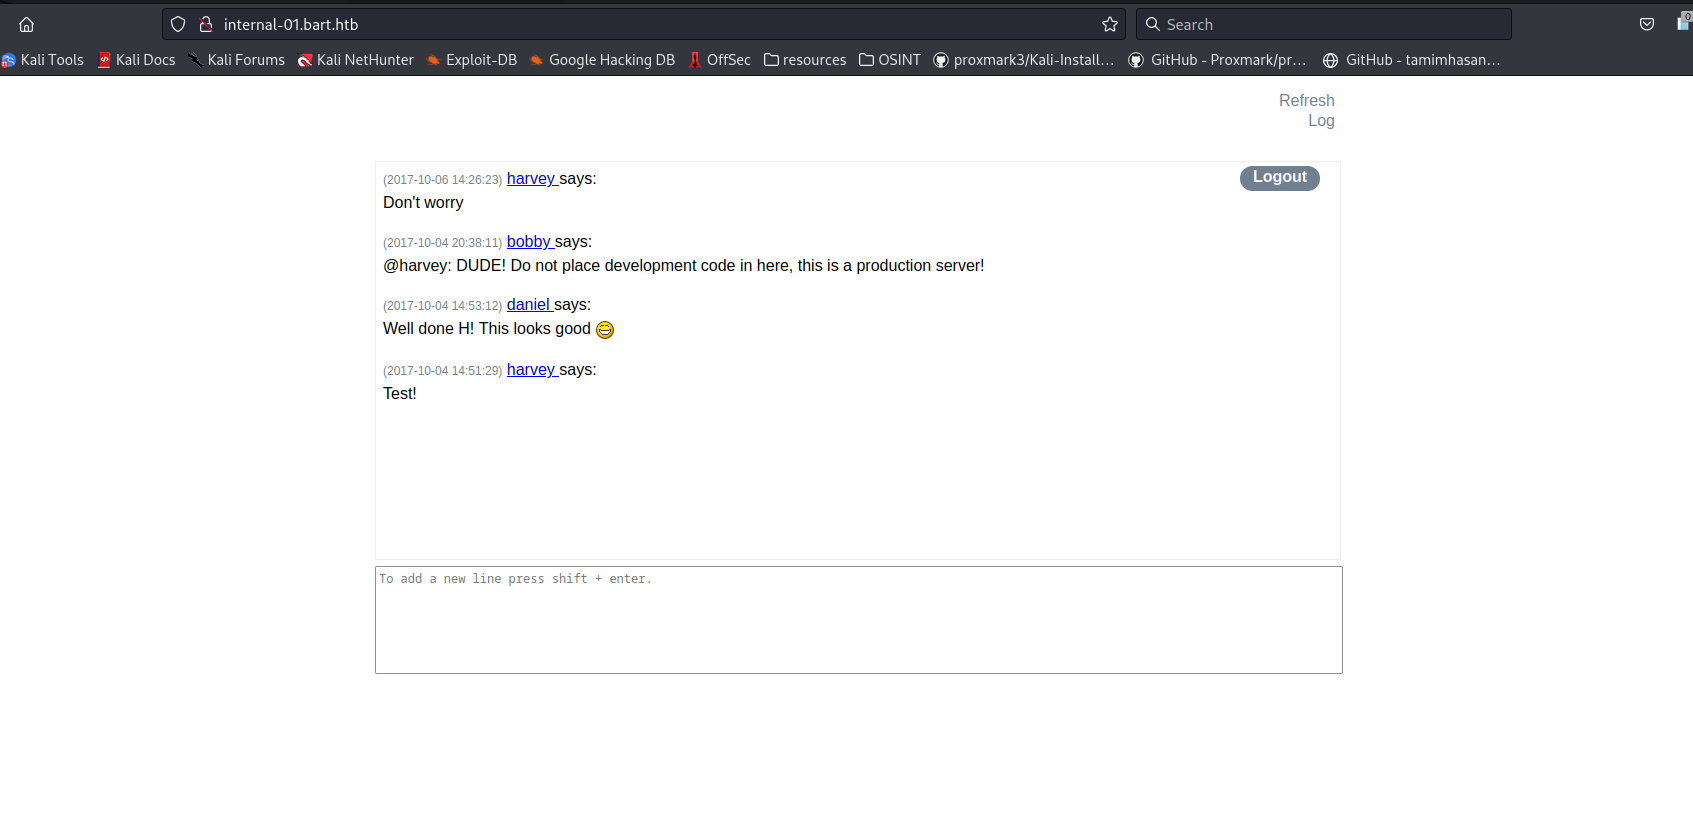 internal-01.bart.htb
Search
0
Kali Tools Kali Docs Kali Forums Kali NetHunter Exploit-DB Google Hacking DB OffSec resources OSINT proxmark3/Kali-Install… GitHub - Proxmark/pr… GitHub - tamimhasan…
Refresh
Log
Logout
(2017-10-06 14:26:23) harvey says:
Don't worry
(2017-10-04 20:38:11) bobby says:
@harvey: DUDE! Do not place development code in here, this is a production server!
(2017-10-04 14:53:12) daniel says:
Well done H! This looks good
(2017-10-04 14:51:29) harvey says:
Test!
To add a new line press shift + enter.